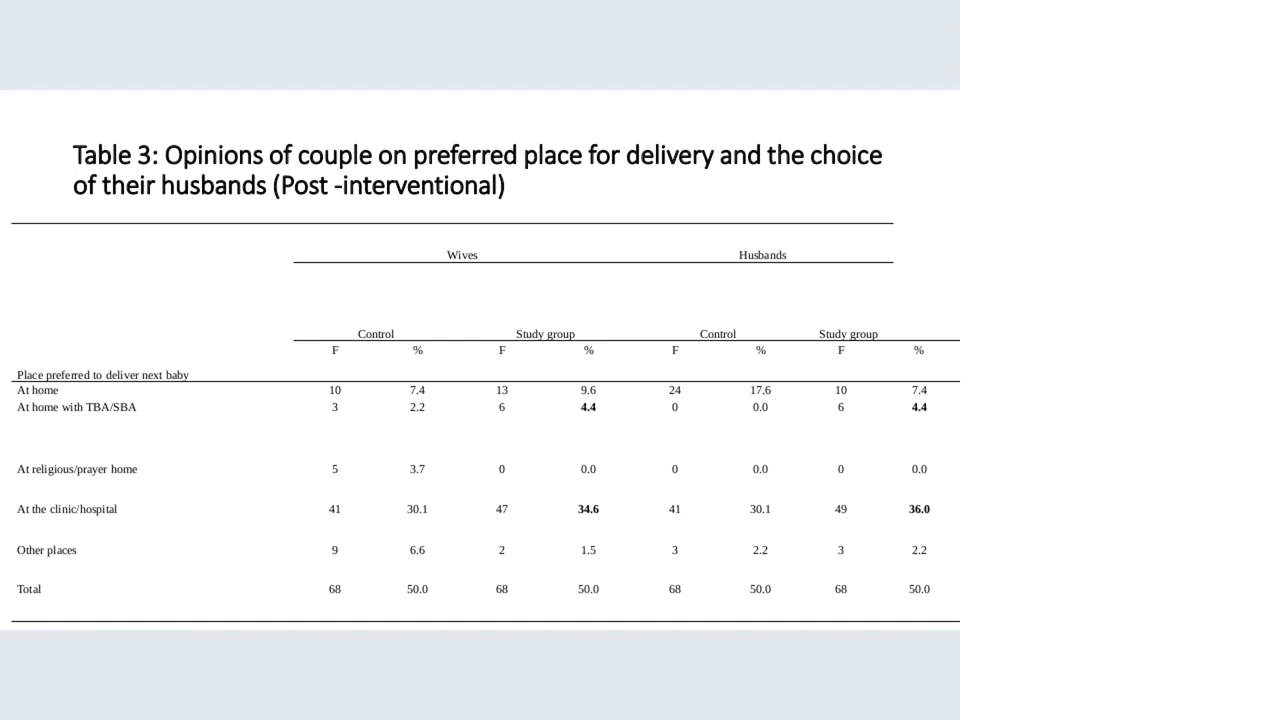 Table 3: Opinions of couple on preferred place for delivery and the choice
of their husbands (Post -interventional)
Wives Husbands
Control Study group Control Study group
F % F % F % F %
Place preferred to deliver next baby
At home 10 7.4 13 9.6 24 17.6 10 7.4
At home with TBA/SBA 3 2.2 6 4.4 0 0.0 6 4.4
At religious/prayer home 5 3.7 0 0.0 0 0.0 0 0.0
At the clinic/hospital 41 30.1 47 34.6 41 30.1 49 36.0
Other places 9 6.6 2 1.5 3 2.2 3 2.2
Total 68 50.0 68 50.0 68 50.0 68 50.0